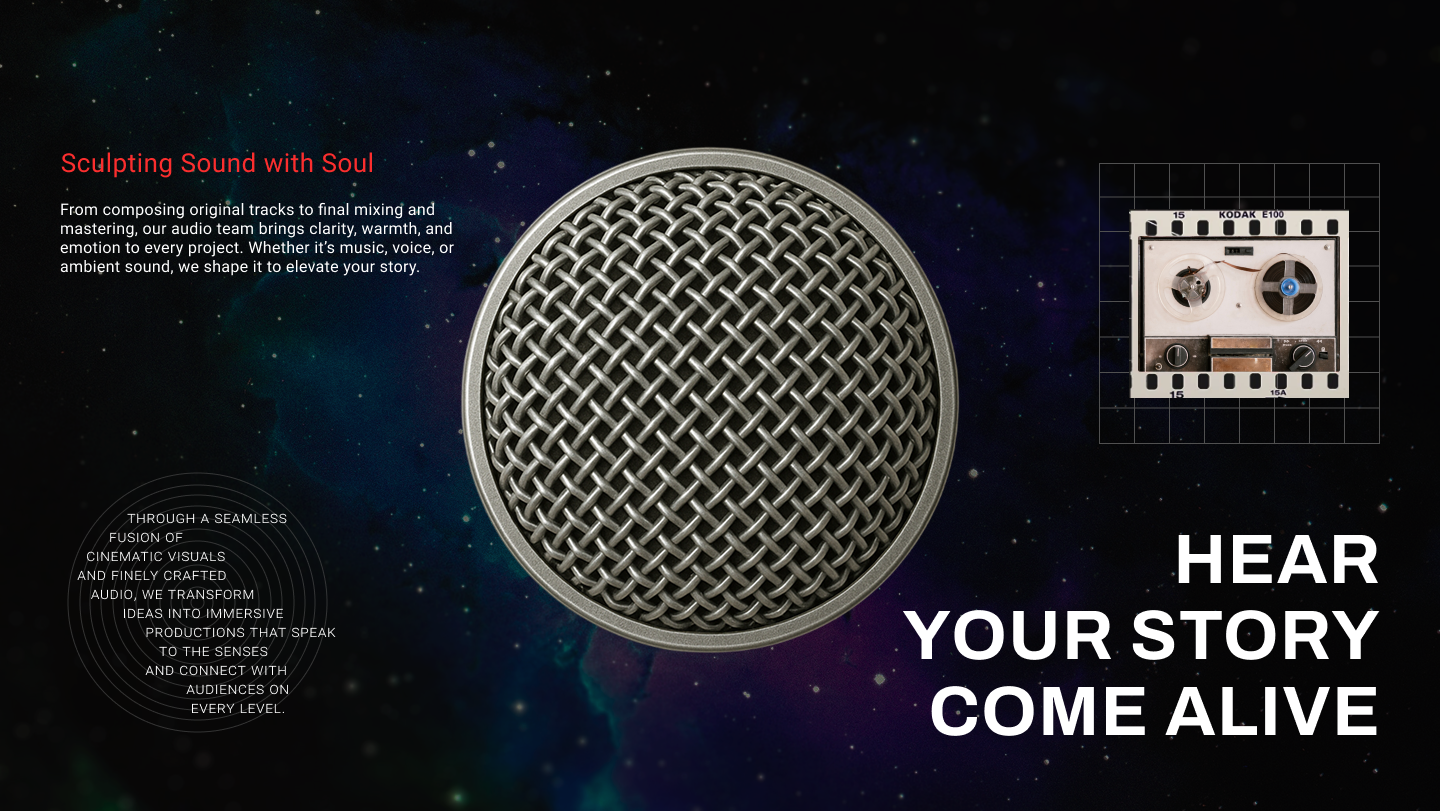 Sculpting Sound with Soul
From composing original tracks to final mixing and
mastering, our audio team brings clarity, warmth, and
emotion to every project. Whether it’s music, voice, or
ambient sound, we shape it to elevate your story.
15 KODAK E100
15 15A
THROUGH A SEAMLESS
FUSION OF
CINEMATIC VISUALS
AND FINELY CRAFTED
AUDIO, WE TRANSFORM
IDEAS INTO IMMERSIVE
PRODUCTIONS THAT SPEAK
TO THE SENSES
AND CONNECT WITH
AUDIENCES ON
EVERY LEVEL.
HEAR
YOUR STORY
COME ALIVE